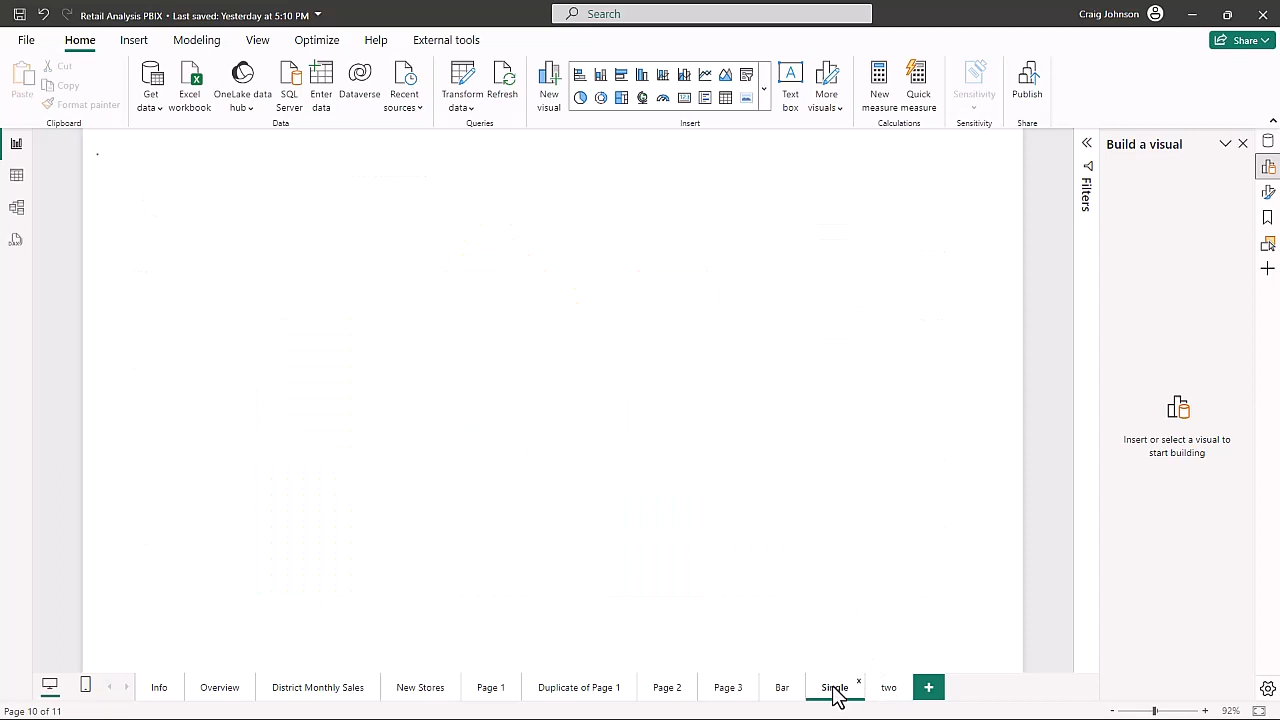 Retail Analysis PBIX • Last saved: Yesterday at 5:10 PM
Search
Craig Johnson
File
Home
Insert
Modeling
View
Optimize
Help
External tools
Share
Paste
Cut
Copy
Format painter
Get data
Excel workbook
OneLake data hub
SQL Server
Enter data
Dataverse
Recent sources
Transform data
Refresh
New visual
Text box
More visuals
New measure
Quick measure
Sensitivity
Publish
Clipboard
Data
Queries
Insert
Calculations
Sensitivity
Share
Filters
Build a visual
Insert or select a visual to
start building
Info
Overview
District Monthly Sales
New Stores
Page 1
Duplicate of Page 1
Page 2
Page 3
Bar
Single
two
Page 10 of 11
92%